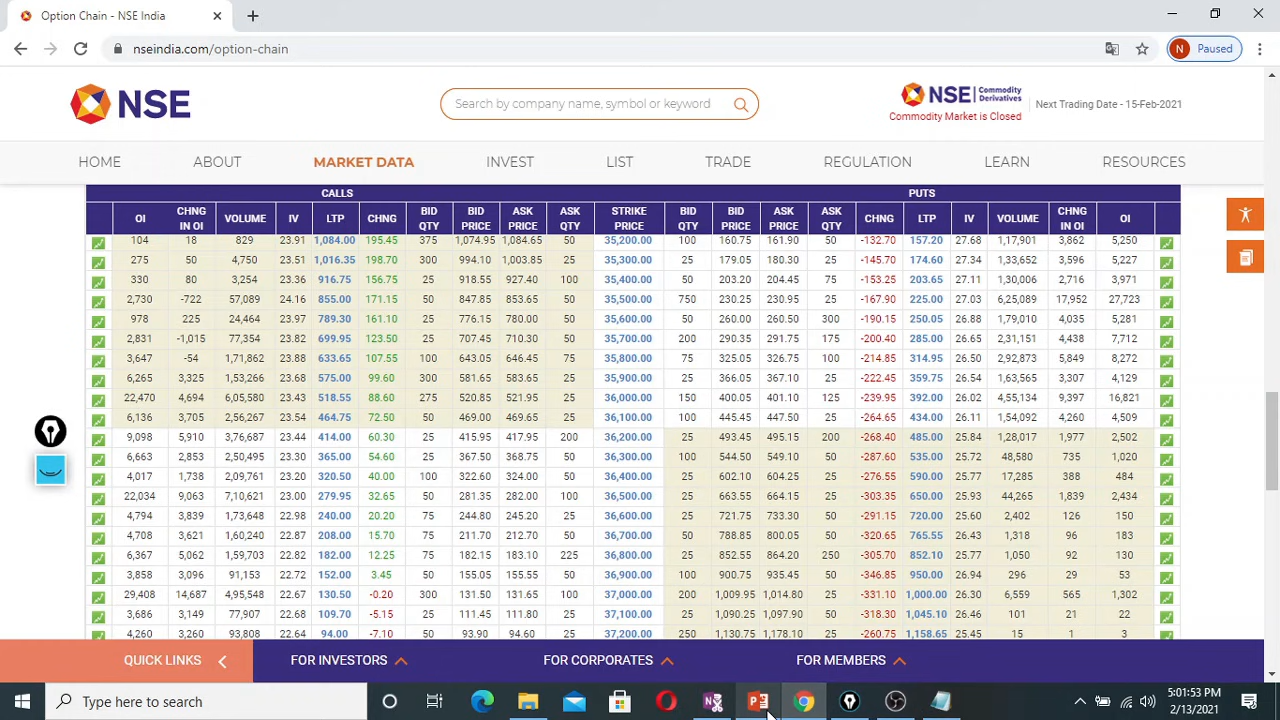 Option Chain - NSE India
nseindia.com/option-chain
N Paused
NSE
Search by company name, symbol or keyword
NSE Commodity Derivatives
Commodity Market is Closed
Next Trading Date - 15-Feb-2021
HOME ABOUT MARKET DATA INVEST LIST TRADE REGULATION LEARN RESOURCES
CALLS PUTS
OI CHNG IN OI VOLUME IV LTP CHNG BID QTY BID PRICE ASK PRICE ASK QTY STRIKE PRICE BID QTY BID PRICE ASK PRICE ASK QTY CHNG LTP IV VOLUME CHNG IN OI OI
104 18 829 23.91 1,084.00 195.45 375 1,074.95 1,084.65 50 35,200.00 100 160.75 161.90 50 -132.70 157.20 27.68 1,17,901 3,862 5,250
275 50 4,750 23.51 1,016.35 198.70 300 994.10 1,003.85 25 35,300.00 25 179.05 180.30 25 -145.70 174.60 27.34 1,33,652 3,596 5,227
330 80 3,254 23.36 916.75 156.75 25 918.55 927.40 100 35,400.00 25 203.20 204.45 75 -153.25 203.65 27.11 1,30,006 2,716 3,971
2,730 -722 57,089 24.16 855.00 171.15 50 847.85 853.65 50 35,500.00 750 230.25 230.95 25 -167.90 225.00 27.03 6,25,089 17,952 27,723
978 225 24,464 23.97 789.30 161.10 25 776.15 780.00 50 35,600.00 50 260.00 260.50 300 -190.15 250.05 26.88 1,79,010 4,035 5,281
2,831 -1,015 77,354 23.82 699.95 123.50 25 707.45 710.30 50 35,700.00 200 290.35 291.75 175 -200.40 285.00 26.65 2,31,151 4,438 7,712
3,647 -54 1,71,862 23.88 633.65 107.55 100 643.05 646.45 75 35,800.00 75 325.05 326.75 100 -214.85 314.95 26.50 2,92,873 5,849 8,272
6,265 3,325 1,53,266 23.68 575.00 99.60 300 581.65 583.65 25 35,900.00 25 366.05 367.10 25 -222.45 359.75 26.54 1,63,565 3,307 4,129
22,470 4,694 6,05,580 23.43 518.55 88.60 275 520.85 521.95 25 36,000.00 150 400.05 401.10 125 -239.95 392.00 26.02 4,55,134 9,397 16,821
6,136 3,705 2,56,267 23.54 464.75 72.50 50 469.00 469.65 25 36,100.00 100 445.45 447.50 25 -264.65 434.00 26.11 1,54,092 4,260 4,509
9,098 5,910 3,76,687 23.44 414.00 60.30 25 415.95 417.95 200 36,200.00 25 493.45 495.15 200 -268.40 485.00 25.84 1,28,017 1,977 2,502
6,663 2,853 2,50,495 23.30 365.00 54.60 25 367.50 368.75 50 36,300.00 100 544.50 549.10 50 -287.60 535.00 25.72 48,580 735 1,020
4,017 1,738 2,09,761 23.20 320.50 40.00 100 322.60 324.00 50 36,400.00 25 602.10 604.25 25 -276.55 590.00 25.77 17,285 388 484
22,034 9,063 7,10,621 23.00 279.95 32.65 50 281.35 282.00 100 36,500.00 25 663.55 664.15 25 -303.35 650.00 25.93 44,265 1,839 2,434
4,794 3,839 1,73,648 22.98 240.00 20.20 75 244.80 245.20 25 36,600.00 25 721.75 733.30 50 -291.15 720.00 25.60 2,402 126 150
4,708 3,621 1,60,240 22.87 208.00 15.70 75 211.70 212.70 50 36,700.00 50 788.85 800.05 50 -320.65 765.55 26.43 1,318 96 183
6,367 5,062 1,59,703 22.82 182.00 12.25 75 182.15 183.10 225 36,800.00 25 852.55 864.20 250 -305.70 852.10 25.77 1,050 92 130
3,858 3,096 91,153 22.72 152.00 3.45 50 155.05 155.55 50 36,900.00 100 900.75 935.45 50 -346.85 950.00 26.94 296 29 53
29,408 14,687 4,95,548 22.67 130.50 -0.20 300 131.50 131.65 100 37,000.00 200 1,009.95 1,014.80 25 -331.10 1,000.00 26.30 6,559 565 1,302
3,686 3,149 77,907 22.68 109.70 -5.15 50 111.45 111.80 25 37,100.00 25 1,090.25 1,097.90 50 -318.30 1,045.10 26.46 101 21 22
4,260 3,260 93,808 22.64 94.00 -7.10 50 93.90 94.60 25 37,200.00 250 1,130.75 1,178.10 25 -260.75 1,158.65 25.45 15 1 3
QUICK LINKS FOR INVESTORS FOR CORPORATES FOR MEMBERS
Type here to search
5:01:53 PM
2/13/2021